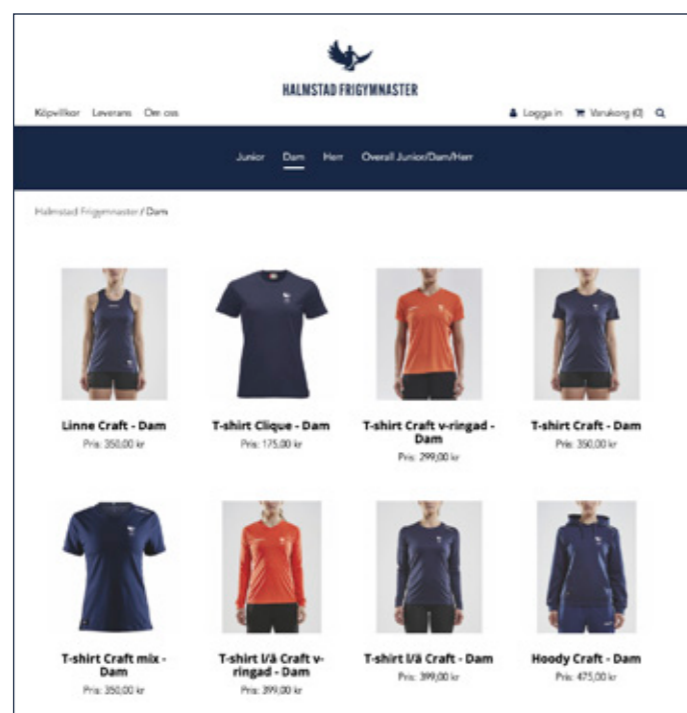 HALMSTAD FRIGYMNASTER
Köpvillkor Leverans Om oss
Logga in Varukorg (0)
Junior Dam Herr Overall Junior/Dam/Herr
Halmstad Frigymnaster / Dam
Linne Craft - Dam
Pris: 350,00 kr
T-shirt Clique - Dam
Pris: 175,00 kr
T-shirt Craft v-ringad -
Dam
Pris: 299,00 kr
T-shirt Craft - Dam
Pris: 350,00 kr
T-shirt Craft mix -
Dam
Pris: 350,00 kr
T-shirt l/ä Craft v-
ringad - Dam
Pris: 399,00 kr
T-shirt l/ä Craft - Dam
Pris: 399,00 kr
Hoody Craft - Dam
Pris: 475,00 kr